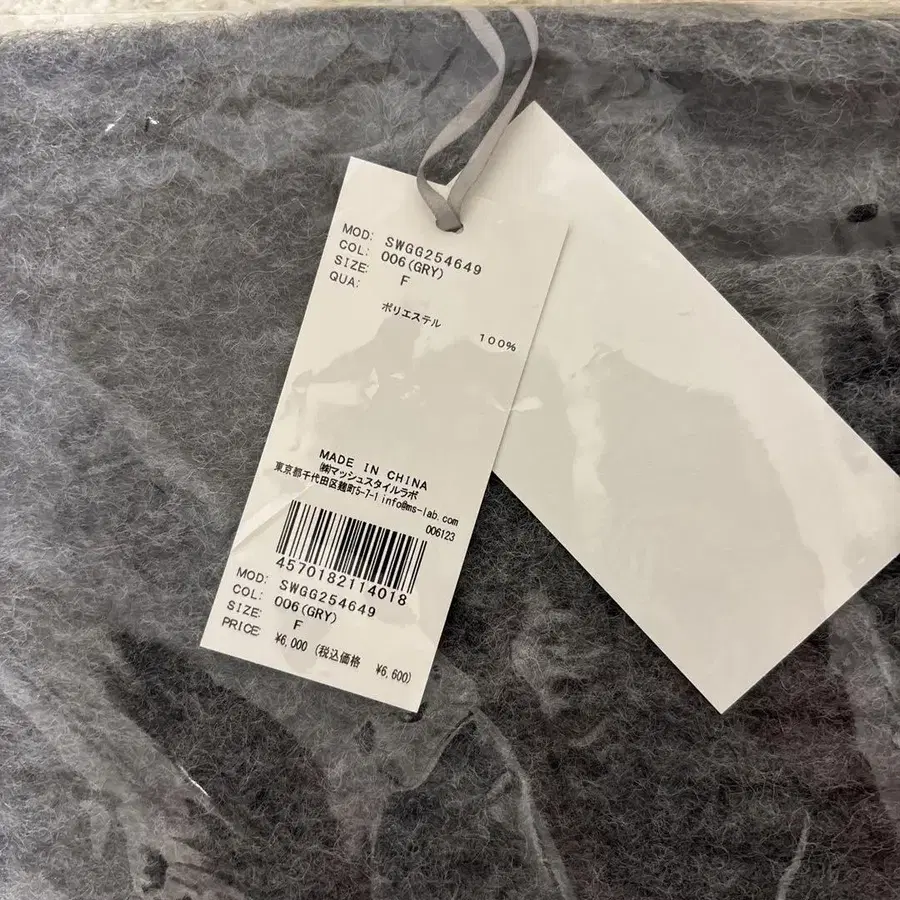 MOD: SWGG254649
COL: 006(GRY)
SIZE: F
QUA:
ポリエステル
100%
MADE IN CHINA
㈱マッシュスタイルラボ
東京都千代田区麹町5-7-1 info@ms-lab.com
006123
4570182114018
MOD: SWGG254649
COL: 006(GRY)
SIZE: F
PRICE: ¥6,000 (税込価格 ¥6,600)